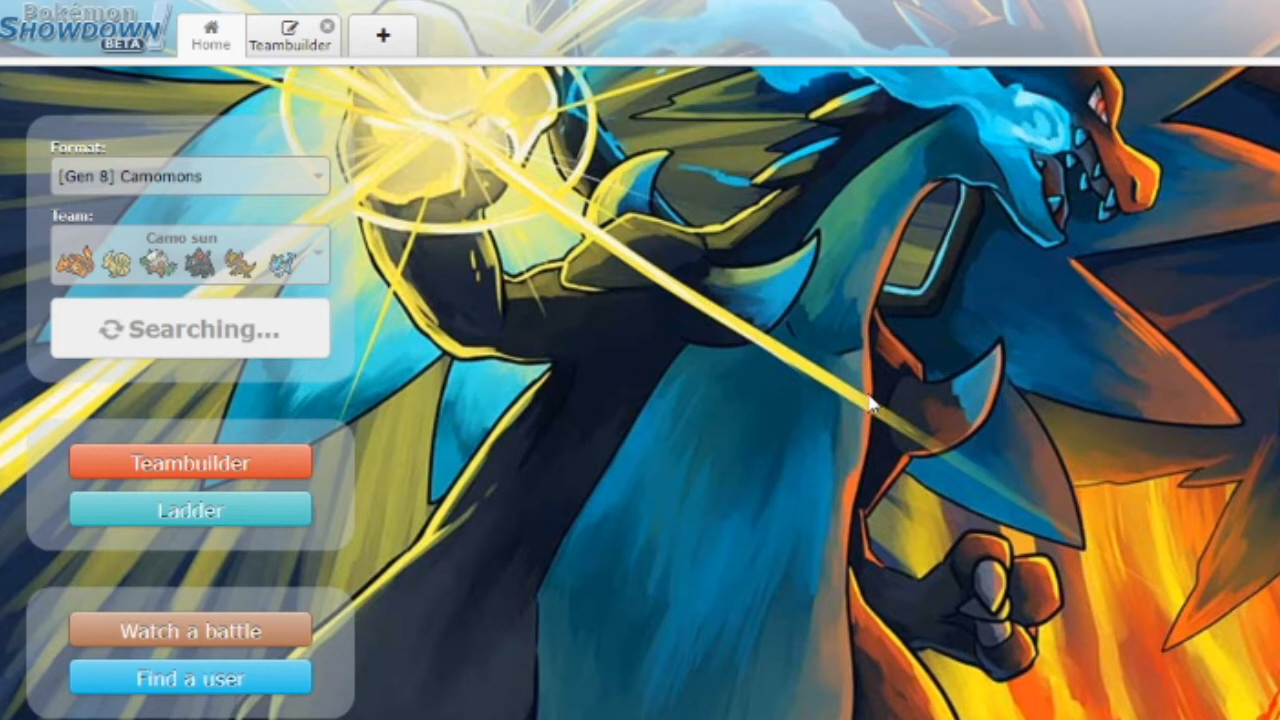 Pokémon
SHOWDOWN!
BETA
Home
Teambuilder
+
Format:
[Gen 8] Camomons
Team:
Camo sun
Searching...
Teambuilder
Ladder
Watch a battle
Find a user